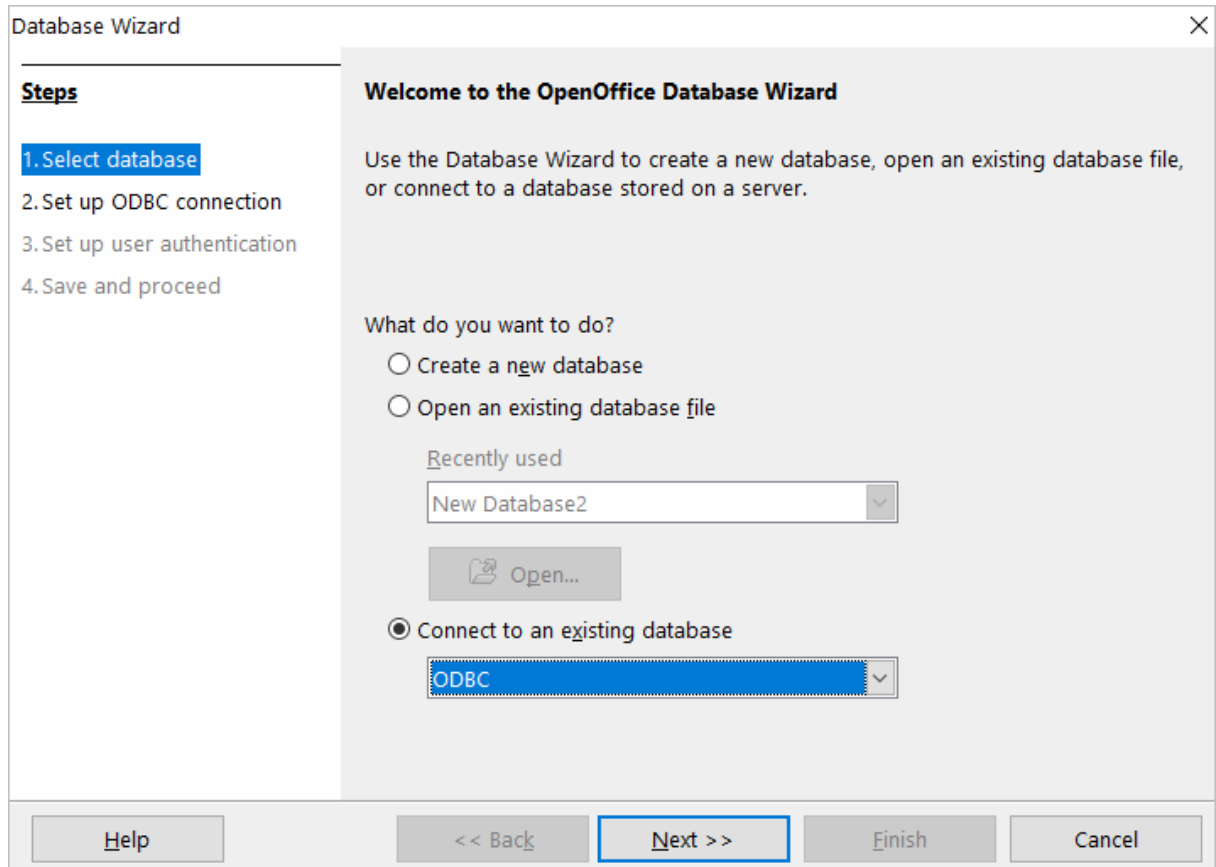 Database Wizard
Steps
1. Select database
2. Set up ODBC connection
3. Set up user authentication
4. Save and proceed
Welcome to the OpenOffice Database Wizard
Use the Database Wizard to create a new database, open an existing database file,
or connect to a database stored on a server.
What do you want to do?
Create a new database
Open an existing database file
Recently used
New Database2
Open...
Connect to an existing database
ODBC
Help
<< Back
Next >>
Finish
Cancel